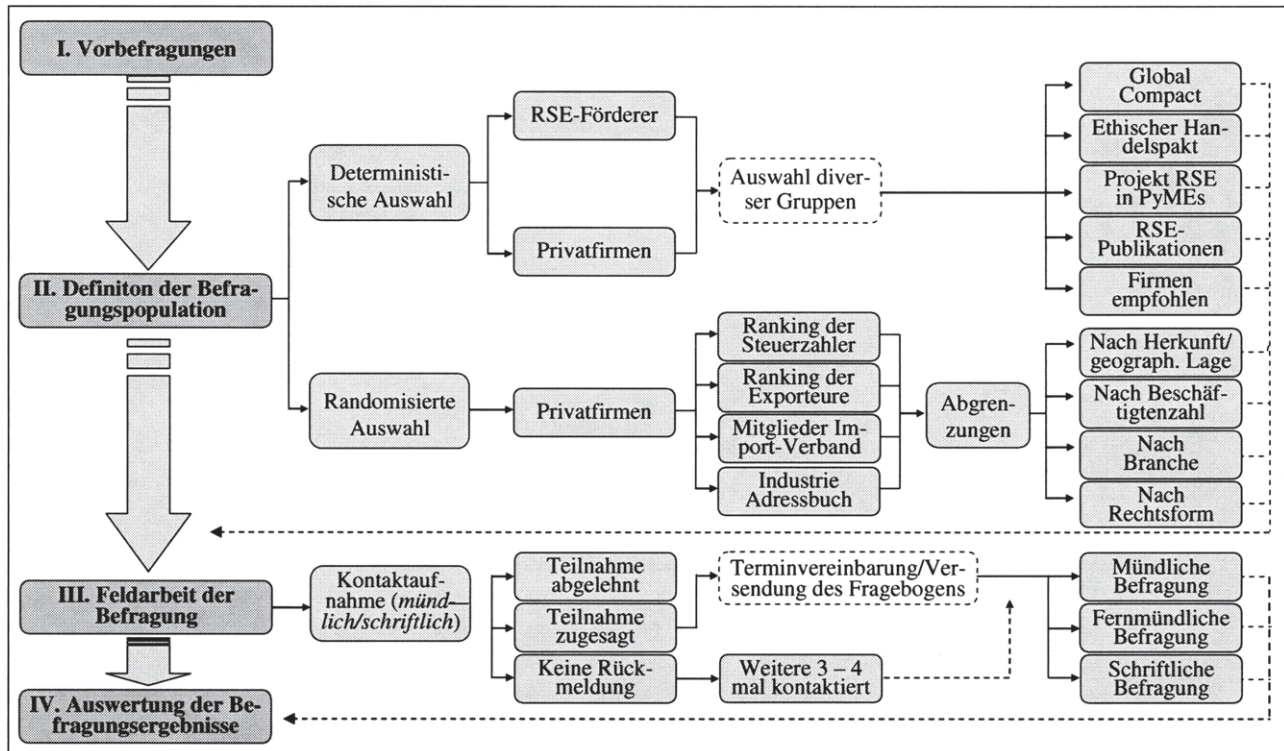 I. Vorbefragungen
RSE-Förderer
Deterministi-
sche Auswahl
Auswahl diver-
ser Gruppen
Privatfirmen
Global
Compact
Ethischer Han-
delspakt
Projekt RSE
in PyMEs
RSE-
Publikationen
Firmen
empfohlen
II. Definiton der Befra-
gungspopulation
Randomisierte
Auswahl
Privatfirmen
Ranking der
Steuerzahler
Ranking der
Exporteure
Mitglieder Im-
port-Verband
Industrie
Adressbuch
Abgren-
zungen
Nach Herkunft/
geograph. Lage
Nach Beschäf-
tigtenzahl
Nach
Branche
Nach
Rechtsform
III. Feldarbeit der
Befragung
Kontaktauf-
nahme (münd-
lich/schriftlich)
Teilnahme
abgelehnt
Teilnahme
zugesagt
Keine Rück-
meldung
Terminvereinbarung/Ver-
sendung des Fragebogens
Weitere 3 – 4
mal kontaktiert
Mündliche
Befragung
Fernmündliche
Befragung
Schriftliche
Befragung
IV. Auswertung der Be-
fragungsergebnisse